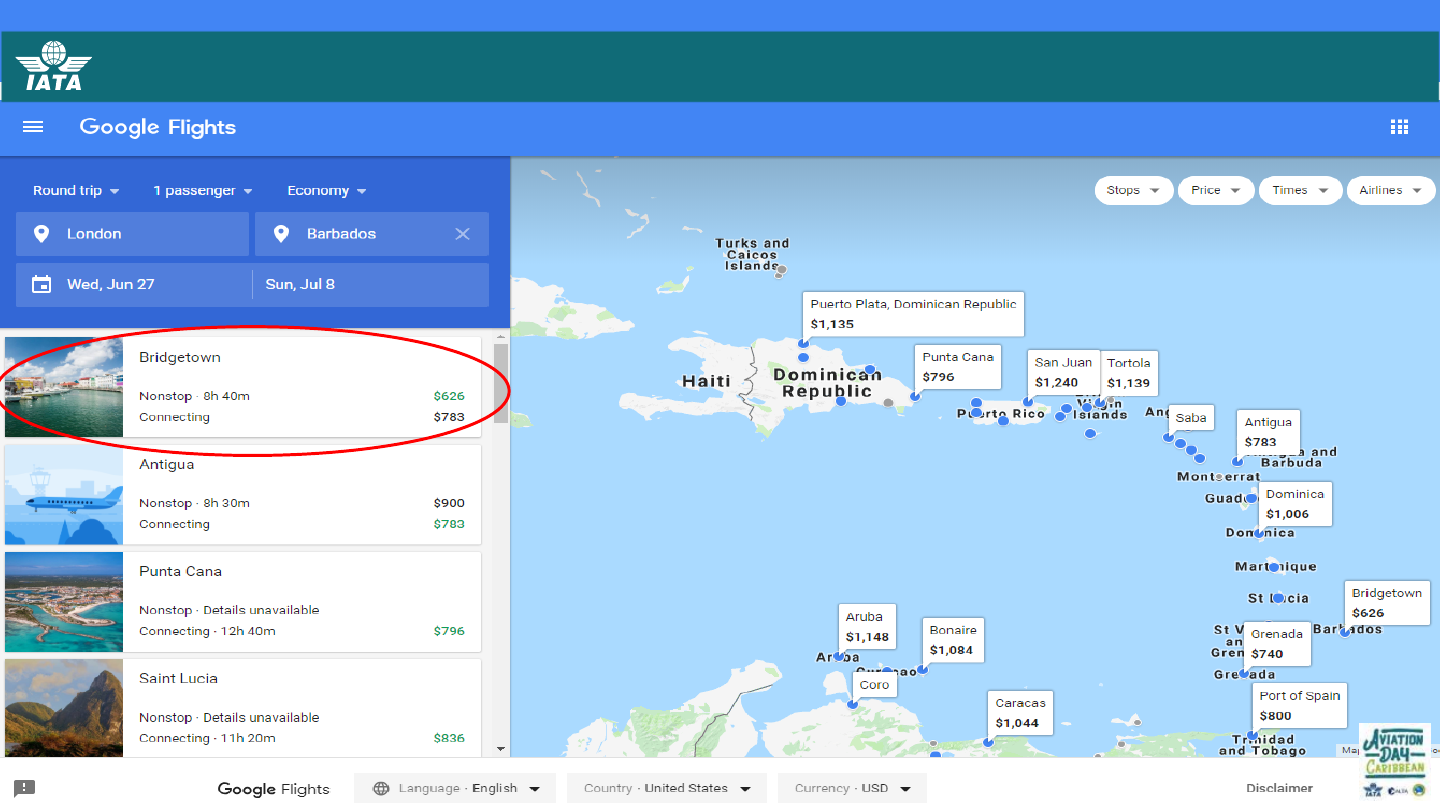 IATA
Google Flights
Round trip
1 passenger
Economy
London
Barbados
Wed, Jun 27
Sun, Jul 8
Bridgetown
Nonstop · 8h 40m $626
Connecting $783
Antigua
Nonstop · 8h 30m $900
Connecting $783
Punta Cana
Nonstop · Details unavailable
Connecting · 12h 40m $796
Saint Lucia
Nonstop · Details unavailable
Connecting · 11h 20m $836
Stops
Price
Times
Airlines
Turks and
Caicos
Islands
Puerto Plata, Dominican Republic
$1,135
Haiti
Dominican
Republic
Punta Cana
$796
San Juan
$1,240
Tortola
$1,139
Puerto Rico
Virgin
Islands
Saba
Antigua
$783
and
Barbuda
Montserrat
Dominica
$1,006
Dominica
Martinique
St Lucia
Bridgetown
$626
Barbados
Grenada
$740
Grenada
Port of Spain
$800
Trinidad
and Tobago
Aruba
$1,148
Aruba
Bonaire
$1,084
Coro
Caracas
$1,044
AVIATION
DAY
CARIBBEAN
IATA
Google Flights
Language · English
Country · United States
Currency · USD
Disclaimer